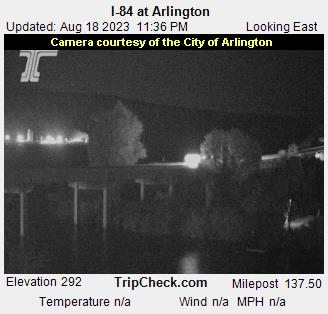 I-84 at Arlington
Updated: Aug 18 2023 11:36 PM Looking East
Camera courtesy of the City of Arlington
Elevation 292 TripCheck.com Milepost 137.50
Temperature n/a Wind n/a MPH n/a